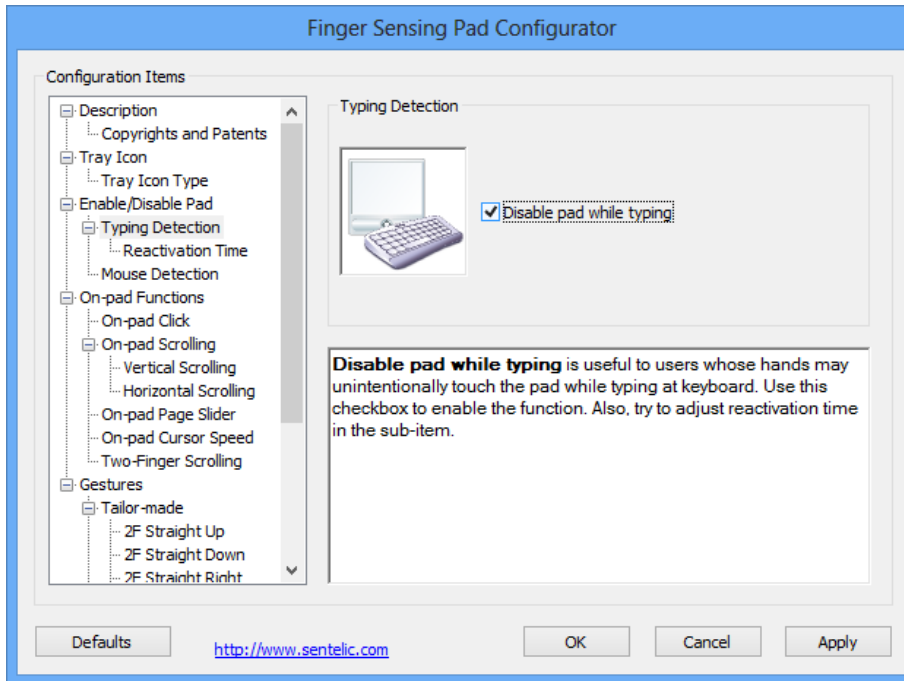 Finger Sensing Pad Configurator
Configuration Items
Description
Copyrights and Patents
Tray Icon
Tray Icon Type
Enable/Disable Pad
Typing Detection
Reactivation Time
Mouse Detection
On-pad Functions
On-pad Click
On-pad Scrolling
Vertical Scrolling
Horizontal Scrolling
On-pad Page Slider
On-pad Cursor Speed
Two-Finger Scrolling
Gestures
Tailor-made
2F Straight Up
2F Straight Down
2F Straight Right
Typing Detection
Disable pad while typing
Disable pad while typing is useful to users whose hands may
unintentionally touch the pad while typing at keyboard. Use this
checkbox to enable the function. Also, try to adjust reactivation time
in the sub-item.
Defaults
http://www.sentelic.com
OK
Cancel
Apply